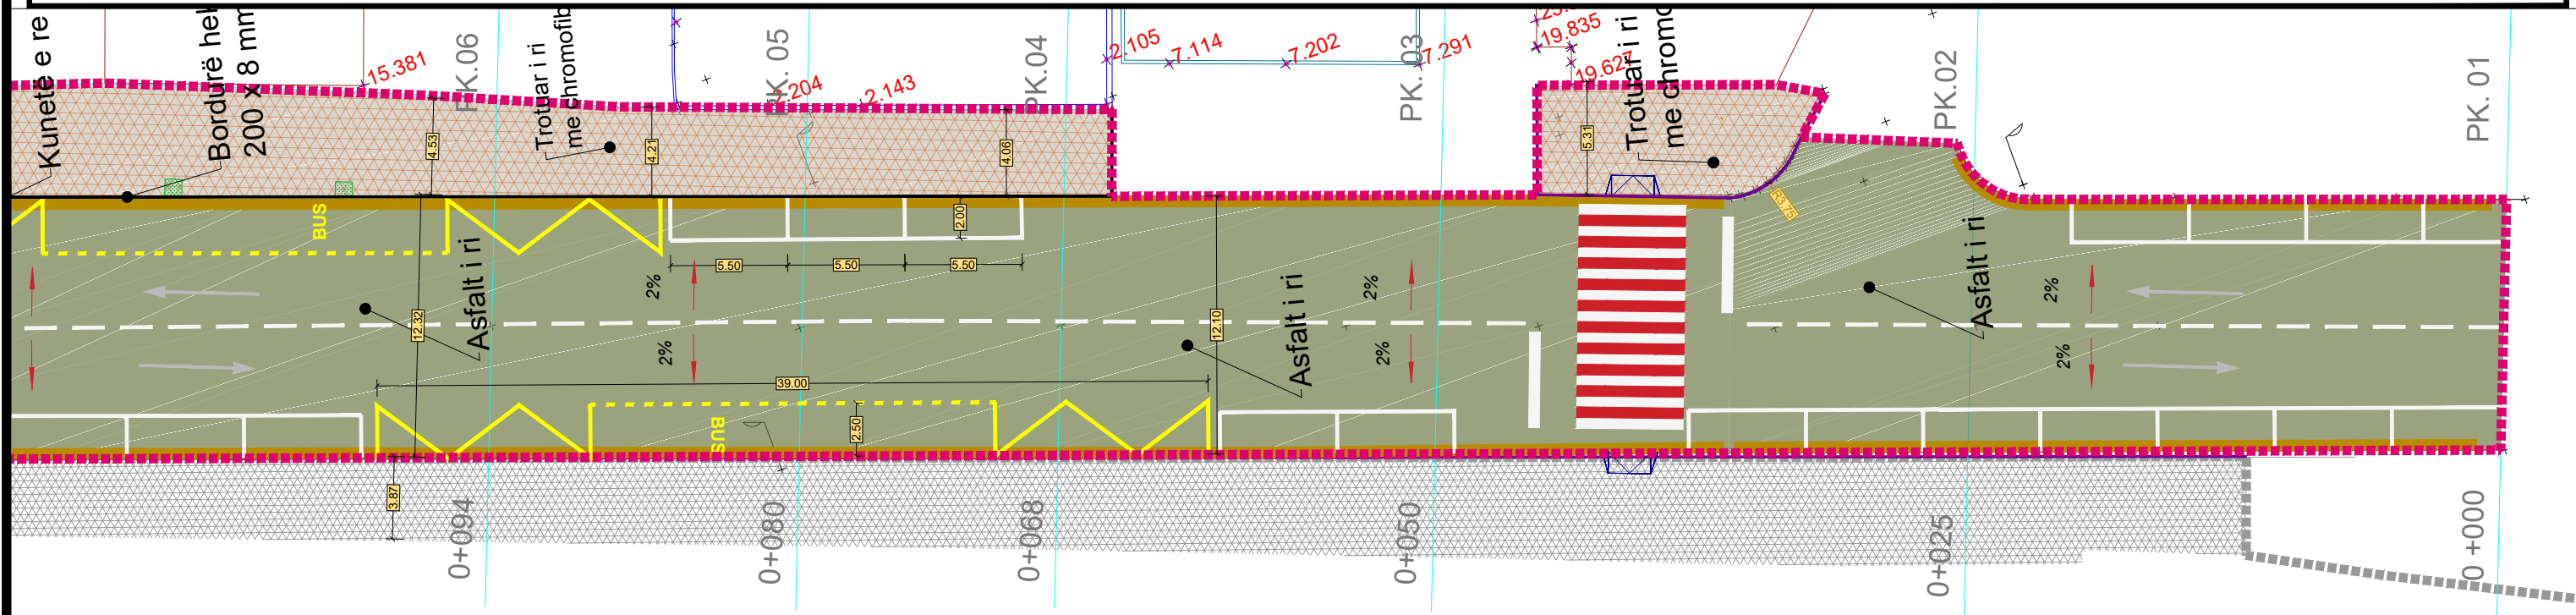 Kunetë e re
Bordurë hek
200 x 8 mm
15.381
PK.06
Trotuar i ri
me chromofib
PK. 05
2.204
2.143
PK.04
2.105
7.114
7.202
PK. 03
7.291
19.835
19.627
Trotuar i ri
me chromo
PK.02
PK. 01
4.53
4.21
4.06
5.31
R3.75
BUS
2.00
5.50
5.50
5.50
2%
2%
2%
2%
2%
2%
Asfalt i ri
Asfalt i ri
Asfalt i ri
12.32
12.10
39.00
2.50
BUS
3.87
0+094
0+080
0+068
0+050
0+025
0 +000